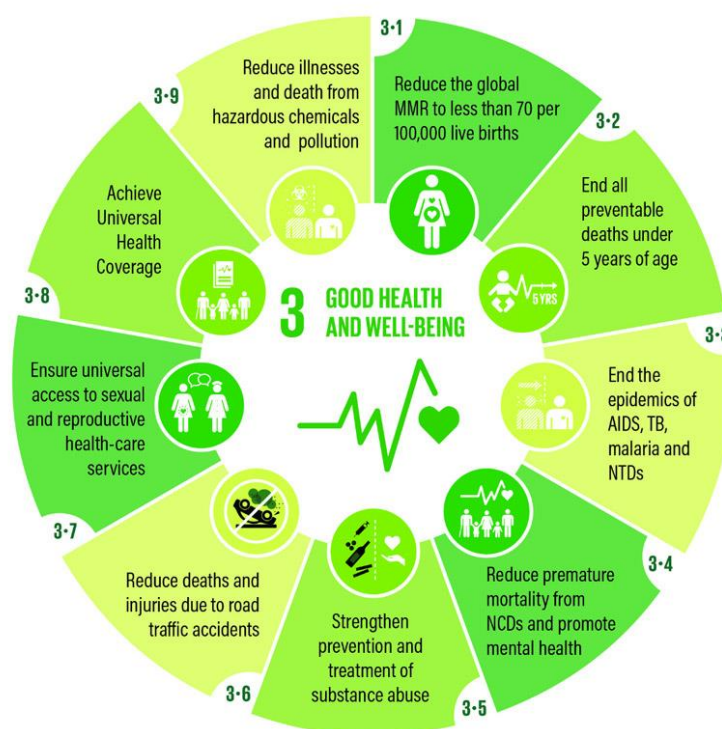 3
GOOD HEALTH
AND WELL-BEING
3•1
Reduce the global
MMR to less than 70 per
100,000 live births
3•2
End all
preventable
deaths under
5 years of age
5 YRS
3•3
End the
epidemics of
AIDS, TB,
malaria and
NTDs
3•4
Reduce premature
mortality from
NCDs and promote
mental health
3•5
Strengthen
prevention and
treatment of
substance abuse
3•6
Reduce deaths and
injuries due to road
traffic accidents
3•7
Ensure universal
access to sexual
and reproductive
health-care
services
3•8
Achieve
Universal
Health
Coverage
3•9
Reduce illnesses
and death from
hazardous chemicals
and pollution